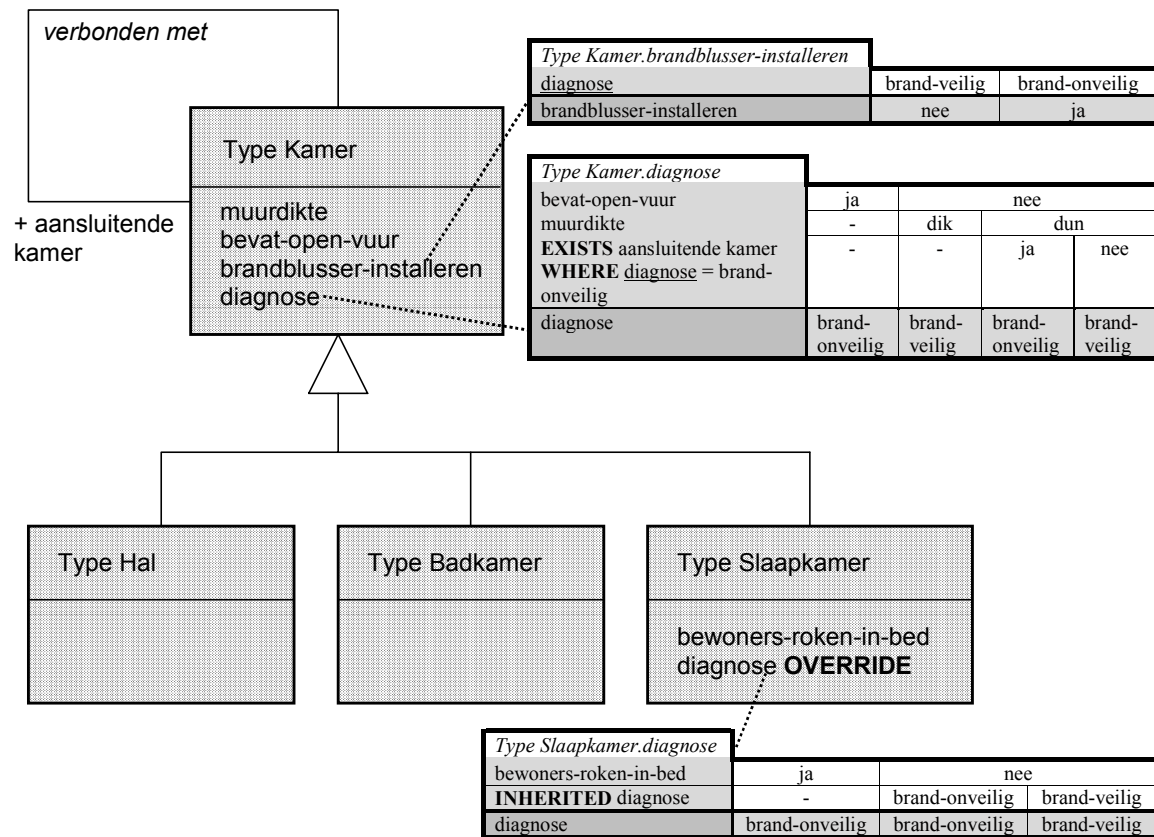 verbonden met
Type Kamer.brandblusser-installeren
diagnose brand-veilig brand-onveilig
brandblusser-installeren nee ja
Type Kamer
+ aansluitende
kamer
muurdikte
bevat-open-vuur
brandblusser-installeren
diagnose
Type Kamer.diagnose
bevat-open-vuur ja nee
muurdikte - dik dun
EXISTS aansluitende kamer - - ja nee
WHERE diagnose = brand-
onveilig
diagnose brand- brand- brand- brand-
onveilig veilig onveilig veilig
Type Hal
Type Badkamer
Type Slaapkamer
bewoners-roken-in-bed
diagnose OVERRIDE
Type Slaapkamer.diagnose
bewoners-roken-in-bed ja nee
INHERITED diagnose - brand-onveilig brand-veilig
diagnose brand-onveilig brand-onveilig brand-veilig